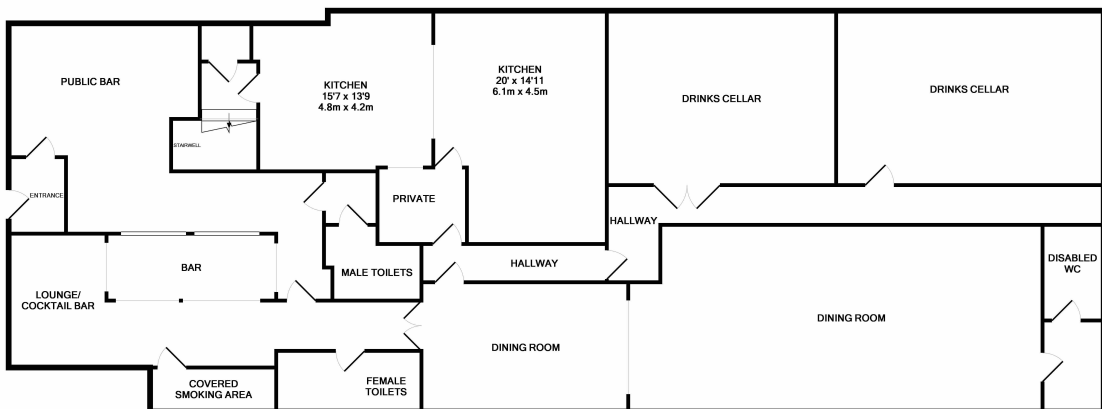 PUBLIC BAR
KITCHEN
15'7 x 13'9
4.8m x 4.2m
KITCHEN
20' x 14'11
6.1m x 4.5m
DRINKS CELLAR
DRINKS CELLAR
STAIRWELL
ENTRANCE
PRIVATE
HALLWAY
BAR
MALE TOILETS
HALLWAY
DISABLED
WC
LOUNGE/
COCKTAIL BAR
DINING ROOM
DINING ROOM
COVERED
SMOKING AREA
FEMALE
TOILETS